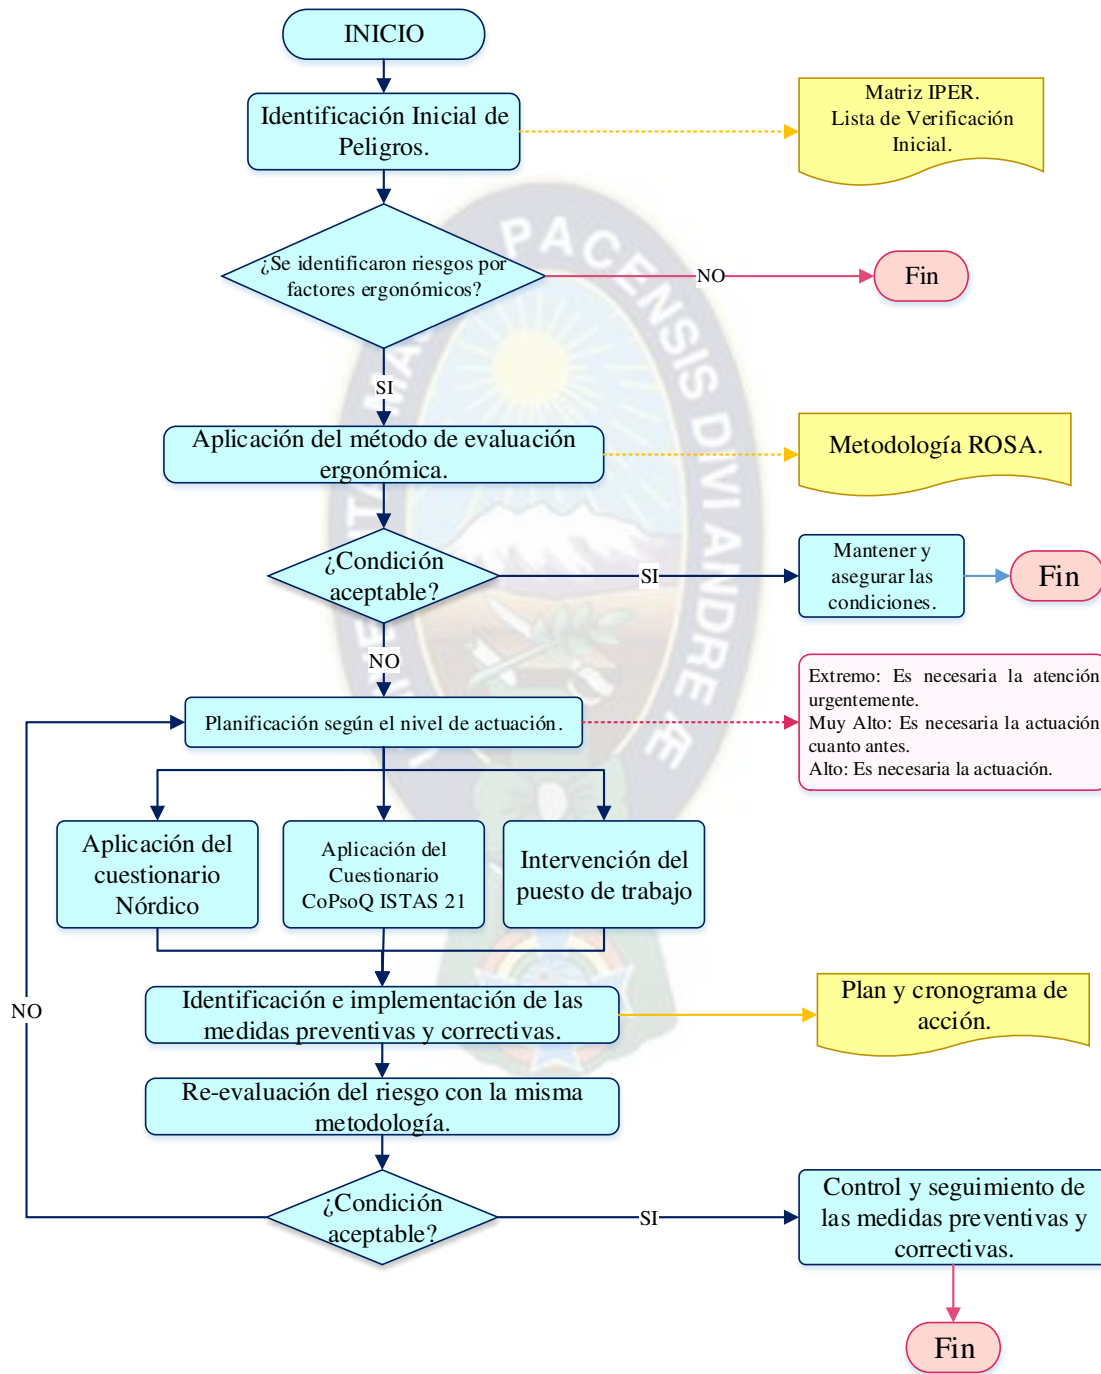 INICIO
Identificación Inicial de
Peligros.
Matriz IPER.
Lista de Verificación
Inicial.
¿Se identificaron riesgos por
factores ergonómicos?
NO
Fin
SI
Aplicación del método de evaluación
ergonómica.
Metodología ROSA.
¿Condición
aceptable?
SI
Mantener y
asegurar las
condiciones.
Fin
NO
Planificación según el nivel de actuación.
Extremo: Es necesaria la atención
urgentemente.
Muy Alto: Es necesaria la actuación
cuanto antes.
Alto: Es necesaria la actuación.
Aplicación del
cuestionario
Nórdico
Aplicación del
Cuestionario
CoPsoQ ISTAS 21
Intervención del
puesto de trabajo
NO
Identificación e implementación de las
medidas preventivas y correctivas.
Plan y cronograma de
acción.
Re-evaluación del riesgo con la misma
metodología.
¿Condición
aceptable?
SI
Control y seguimiento de
las medidas preventivas y
correctivas.
Fin
PACENSIS DIVI ANDRE Æ